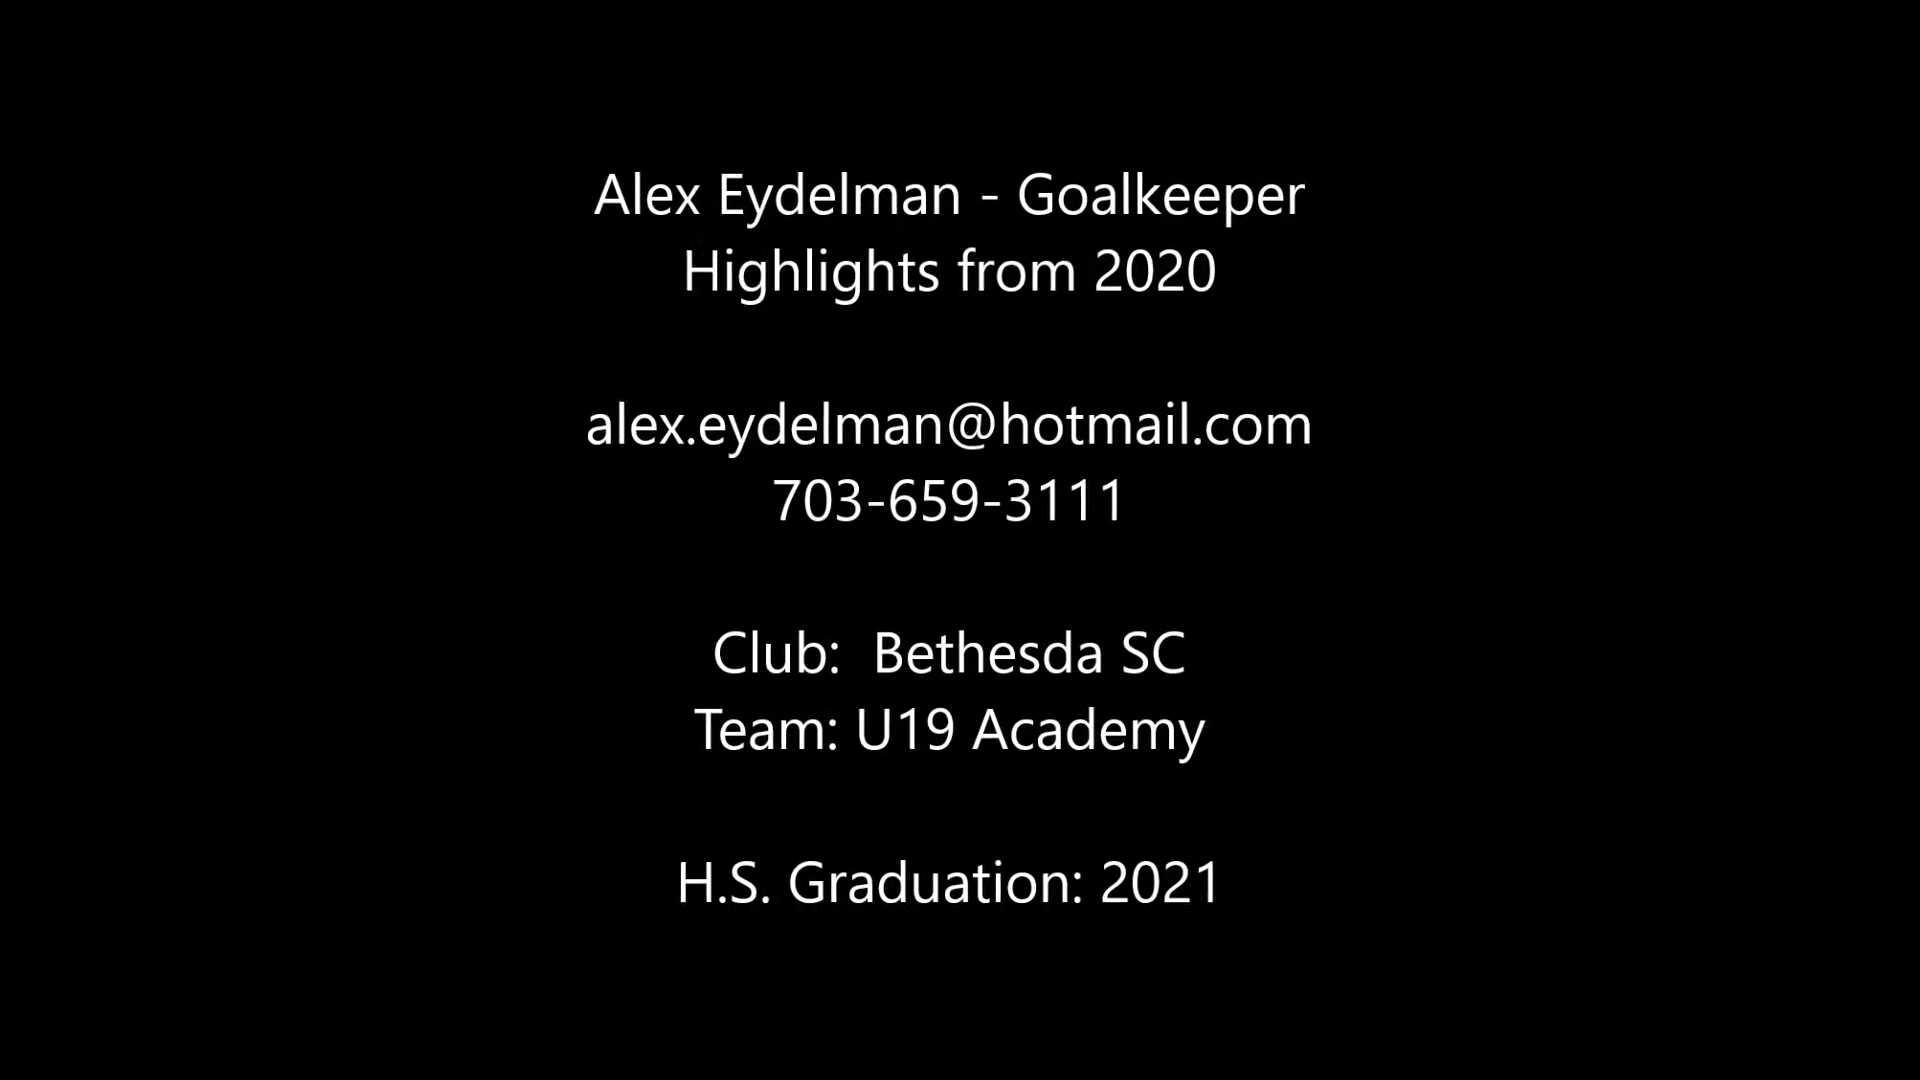 Alex Eydelman - Goalkeeper
Highlights from 2020
alex.eydelman@hotmail.com
703-659-3111
Club:  Bethesda SC
Team: U19 Academy
H.S. Graduation: 2021